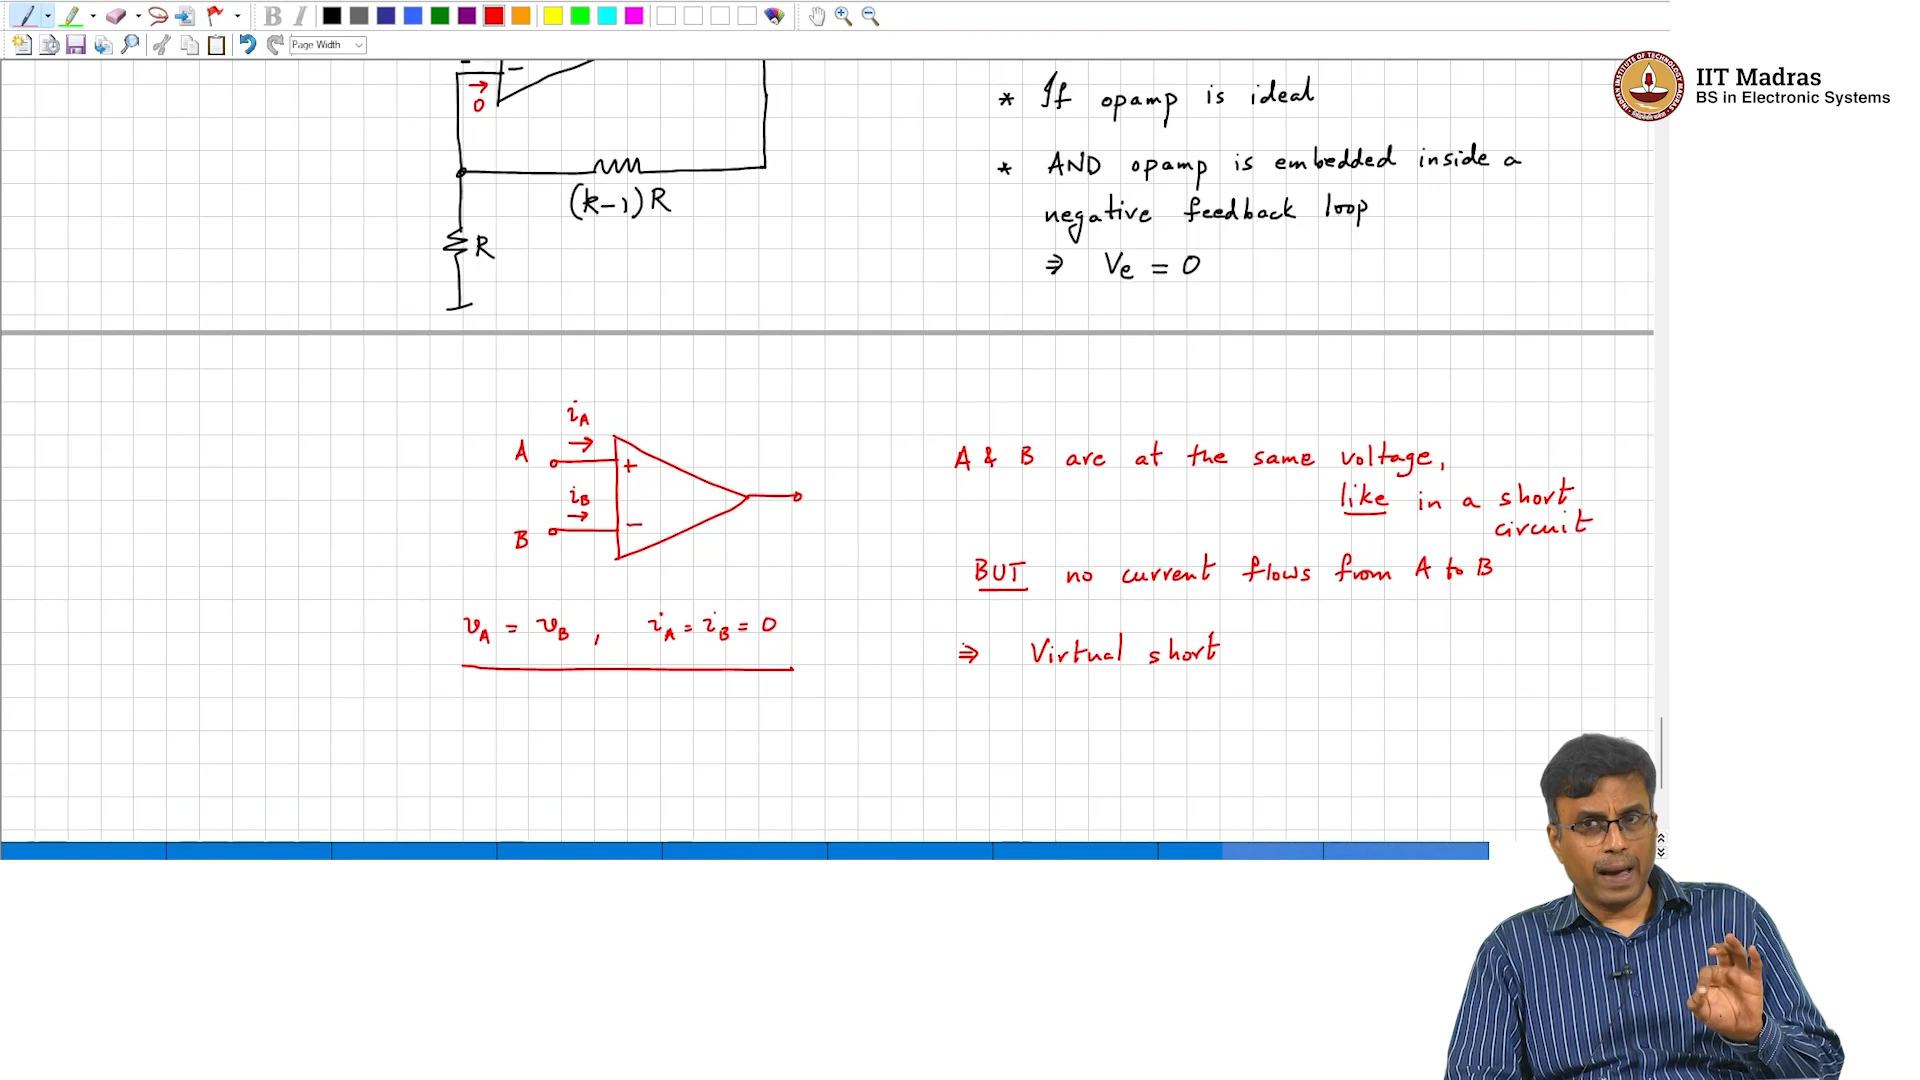 B I
Page Width
IIT Madras
BS in Electronic Systems
-
→
0
(k-1)R
R
* If opamp is ideal
* AND opamp is embedded inside a
negative feedback loop
⇒ Ve = 0
A
iA
→
+
iB
→
B
-
vA = vB , iA = iB = 0
A & B are at the same voltage,
like in a short
circuit
BUT no current flows from A to B
⇒ Virtual short